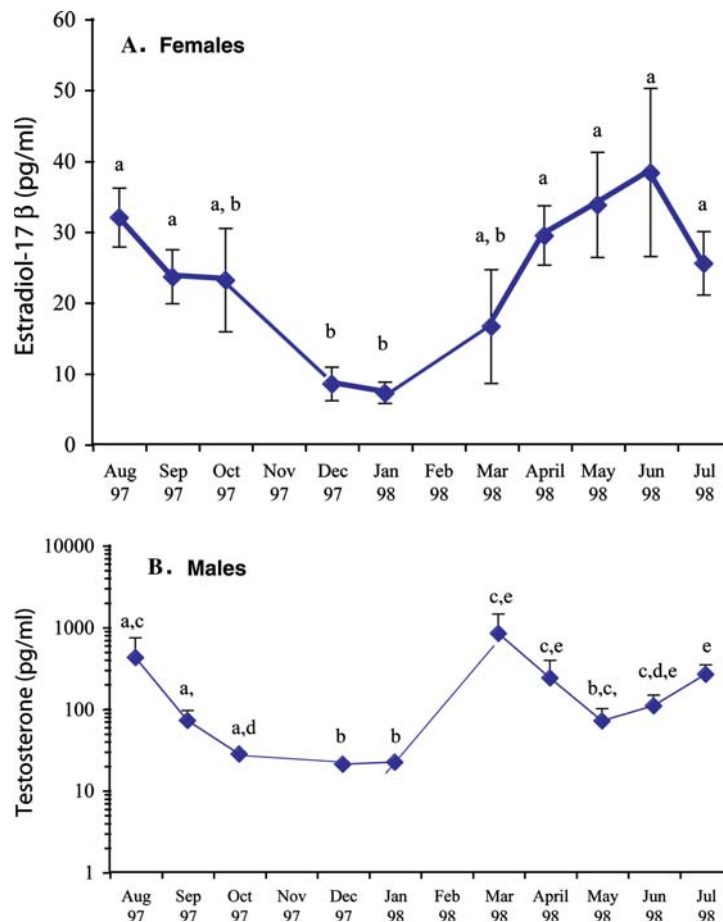 60
A. Females
50
40
30
20
10
0
Estradiol-17 β (pg/ml)
a
a
a, b
b
b
a, b
a
a
a
a
Aug Sep Oct Nov Dec Jan Feb Mar April May Jun Jul
97 97 97 97 97 98 98 98 98 98 98 98
10000
B. Males
1000
100
10
1
Testosterone (pg/ml)
a,c
a,
a,d
b
b
c,e
c,e
b,c,
c,d,e
e
Aug Sep Oct Nov Dec Jan Feb Mar April May Jun Jul
97 97 97 97 97 98 98 98 98 98 98 98